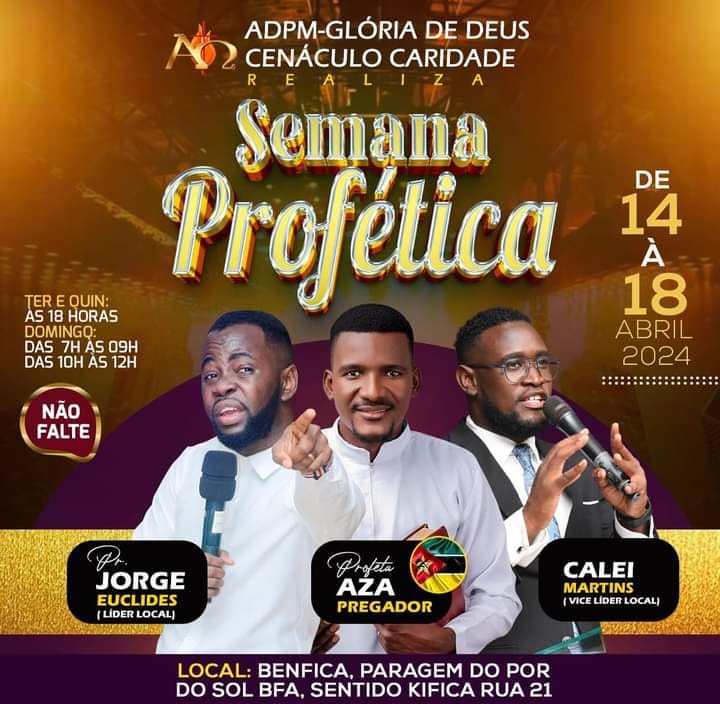 ADPM-GLÓRIA DE DEUS
CENÁCULO CARIDADE
REALIZA
Semana
Profética
DE
14
À
18
ABRIL
2024
TER E QUIN:
ÀS 18 HORAS
DOMINGO:
DAS 7H ÀS 09H
DAS 10H ÀS 12H
NÃO
FALTE
Pr.
JORGE
EUCLIDES
( LÍDER LOCAL)
Profeta
AZA
PREGADOR
CALEI
MARTINS
( VICE LÍDER LOCAL)
LOCAL: BENFICA, PARAGEM DO POR
DO SOL BFA, SENTIDO KIFICA RUA 21